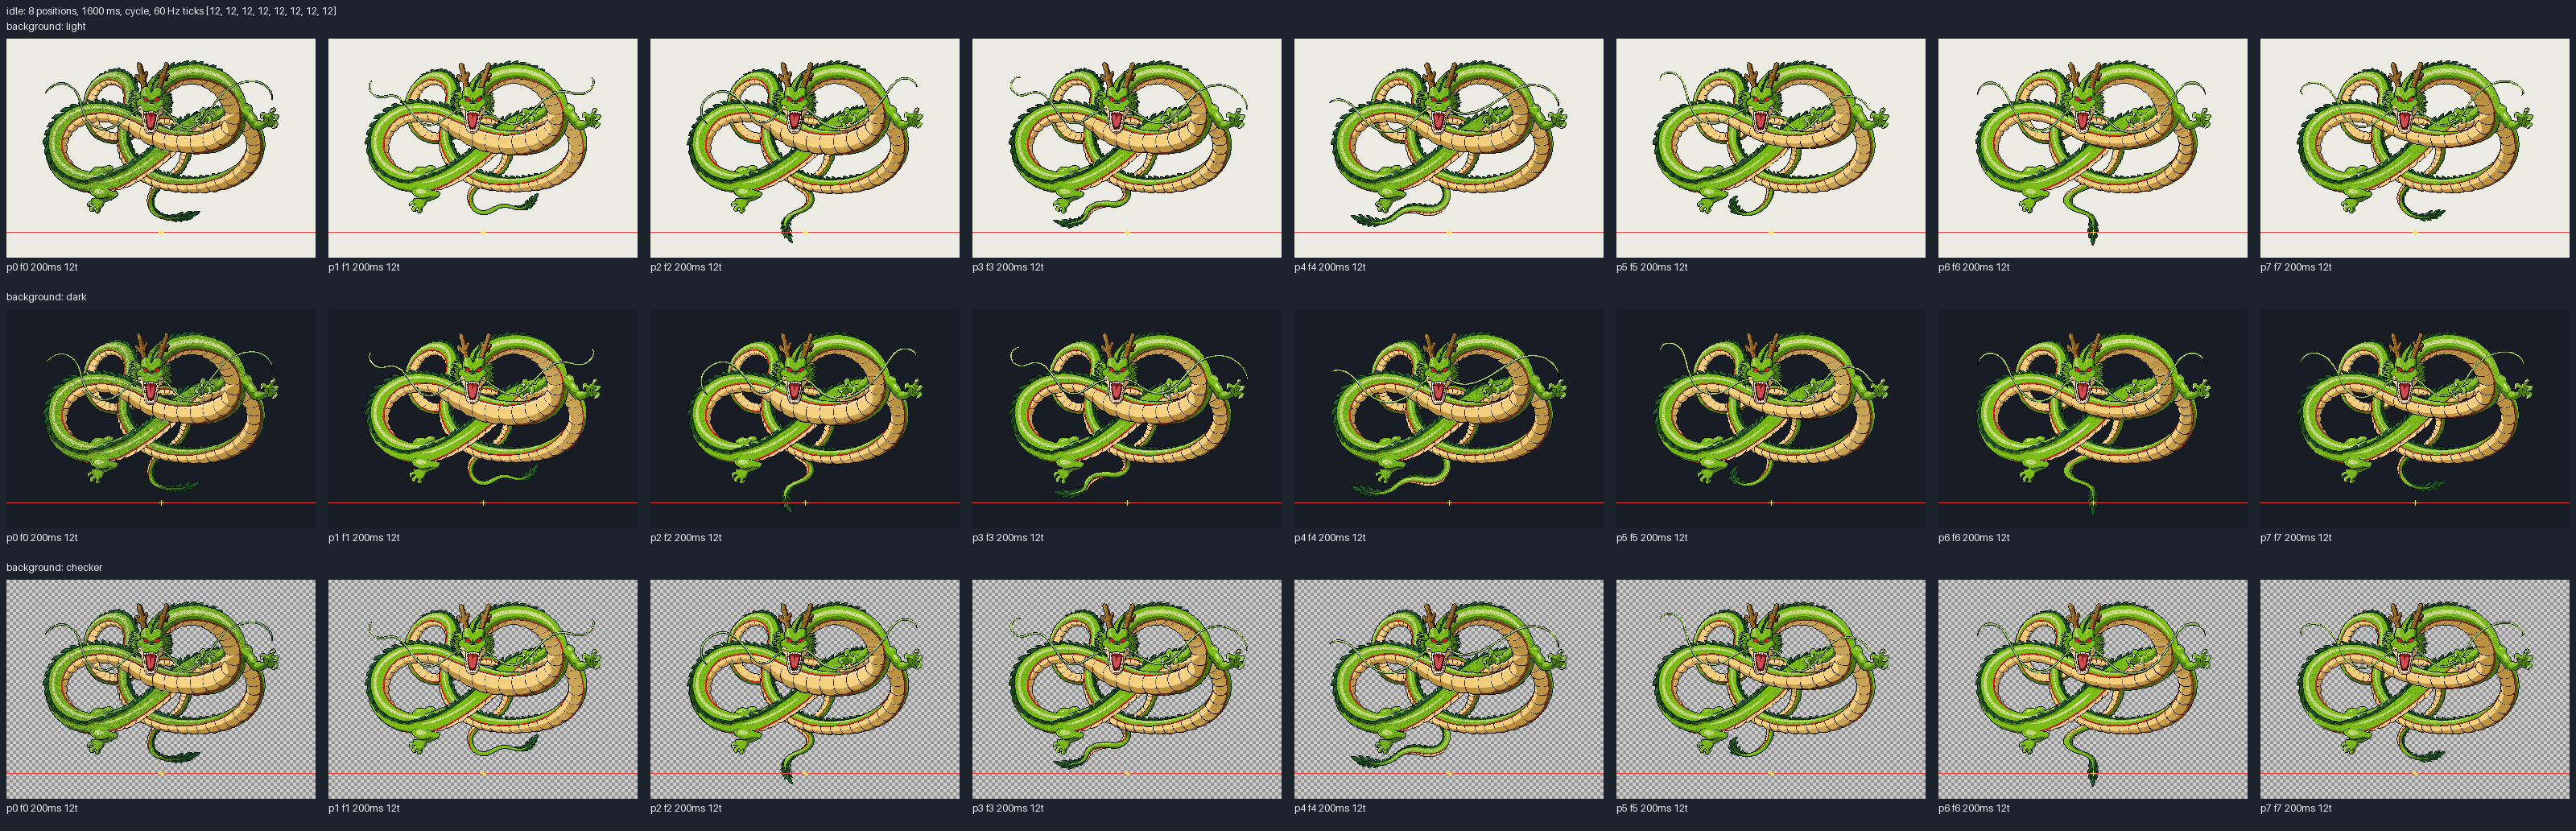 idle: 8 positions, 1600 ms, cycle, 60 Hz ticks [12, 12, 12, 12, 12, 12, 12, 12]
background: light
p0 f0 200ms 12t
p1 f1 200ms 12t
p2 f2 200ms 12t
p3 f3 200ms 12t
p4 f4 200ms 12t
p5 f5 200ms 12t
p6 f6 200ms 12t
p7 f7 200ms 12t
background: dark
p0 f0 200ms 12t
p1 f1 200ms 12t
p2 f2 200ms 12t
p3 f3 200ms 12t
p4 f4 200ms 12t
p5 f5 200ms 12t
p6 f6 200ms 12t
p7 f7 200ms 12t
background: checker
p0 f0 200ms 12t
p1 f1 200ms 12t
p2 f2 200ms 12t
p3 f3 200ms 12t
p4 f4 200ms 12t
p5 f5 200ms 12t
p6 f6 200ms 12t
p7 f7 200ms 12t